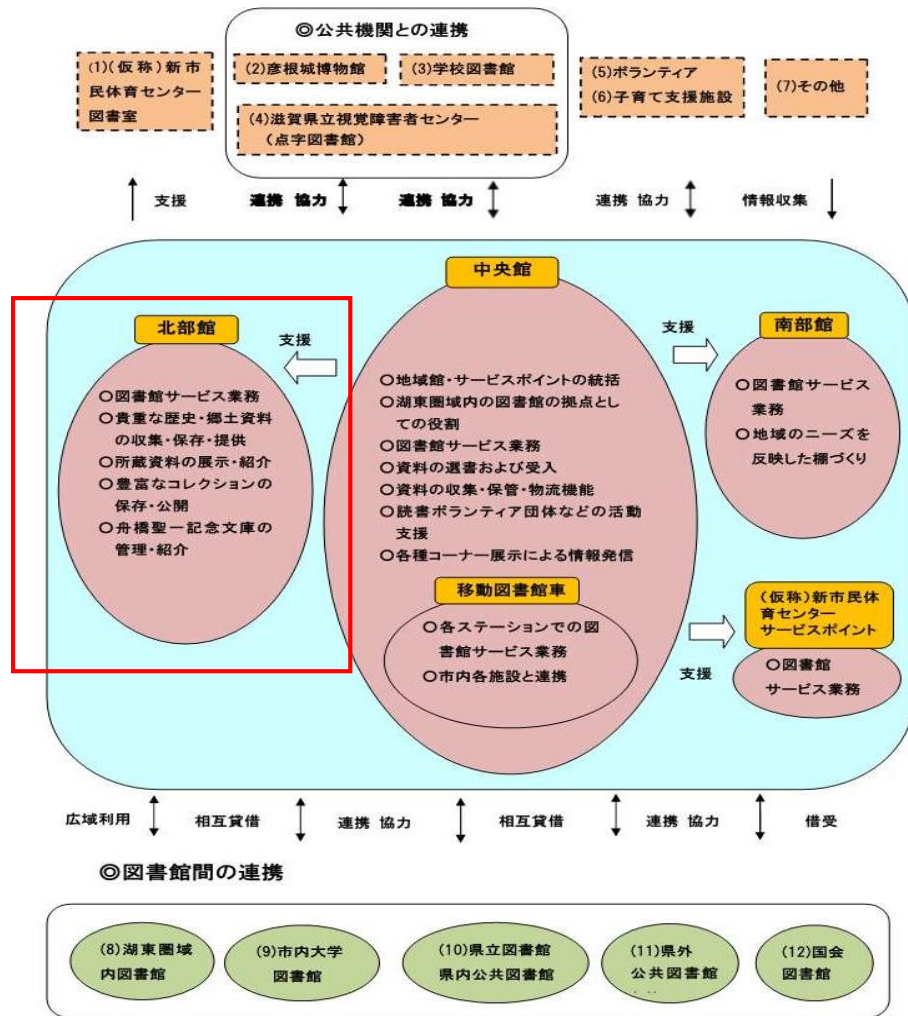 ◎公共機関との連携
(1)(仮称)新市
民体育センター
図書室
(2)彦根城博物館
(3)学校図書館
(4)滋賀県立視覚障害者センター
(点字図書館)
(5)ボランティア
(6)子育て支援施設
(7)その他
支援
連携 協力
連携 協力
連携 協力
情報収集
中央館
〇地域館・サービスポイントの統括
〇湖東圏域内の図書館の拠点とし
ての役割
〇図書館サービス業務
〇資料の選書および受入
〇資料の収集・保管・物流機能
〇読書ボランティア団体などの活動
支援
〇各種コーナー展示による情報発信
移動図書館車
〇各ステーションでの図
書館サービス業務
〇市内各施設と連携
北部館
支援
〇図書館サービス業務
〇貴重な歴史・郷土資料
の収集・保存・提供
〇所蔵資料の展示・紹介
〇豊富なコレクションの
保存・公開
〇舟橋聖一記念文庫の
管理・紹介
支援
南部館
〇図書館サービス
業務
〇地域のニーズを
反映した棚づくり
支援
(仮称)新市民体
育センター
サービスポイント
〇図書館
サービス業務
広域利用
相互貸借
連携 協力
相互貸借
連携 協力
借受
◎図書館間の連携
(8)湖東圏域
内図書館
(9)市内大学
図書館
(10)県立図書館
県内公共図書館
(11)県外
公共図書館
(12)国会
図書館